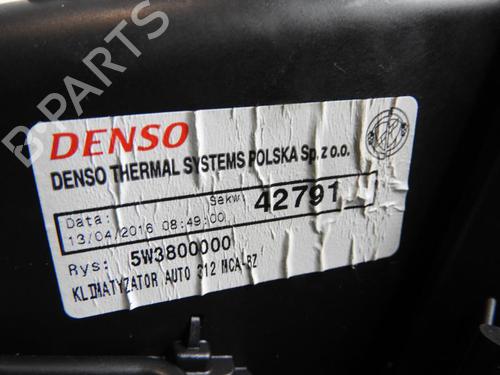 B-PARTS
DENSO
DENSO THERMAL SYSTEMS POLSKA Sp. z o.o.
Data: Sekw: 42791
13/04/2016 08:49:00
Rys: 5W3800000
KLIMATYZATOR AUTO 312 MCA-RZ